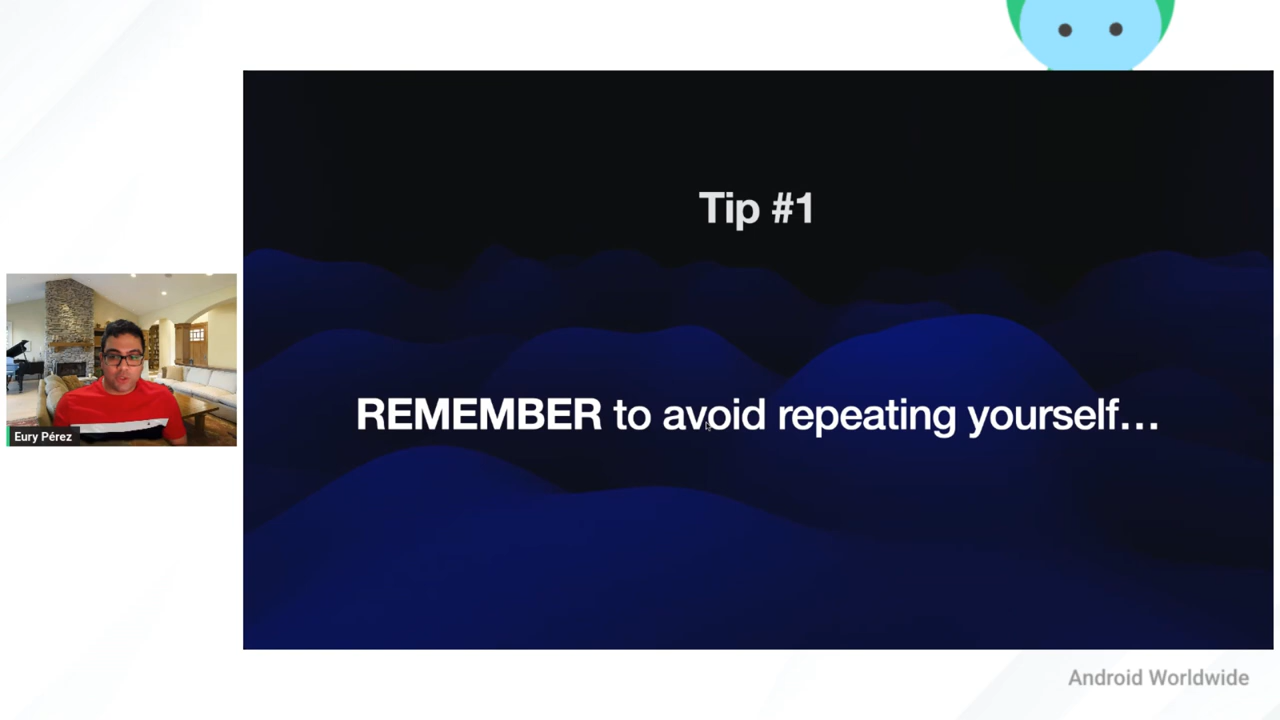 Tip #1
REMEMBER to avoid repeating yourself…
Eury Pérez
Android Worldwide